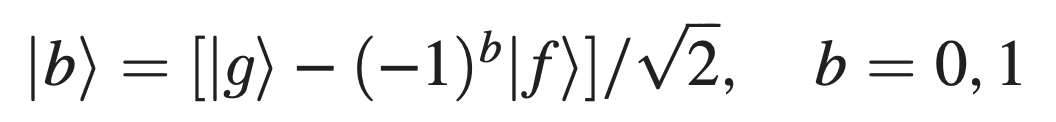 |b⟩ = [|g⟩ − (−1)ᵇ|f⟩]/√2, b = 0, 1